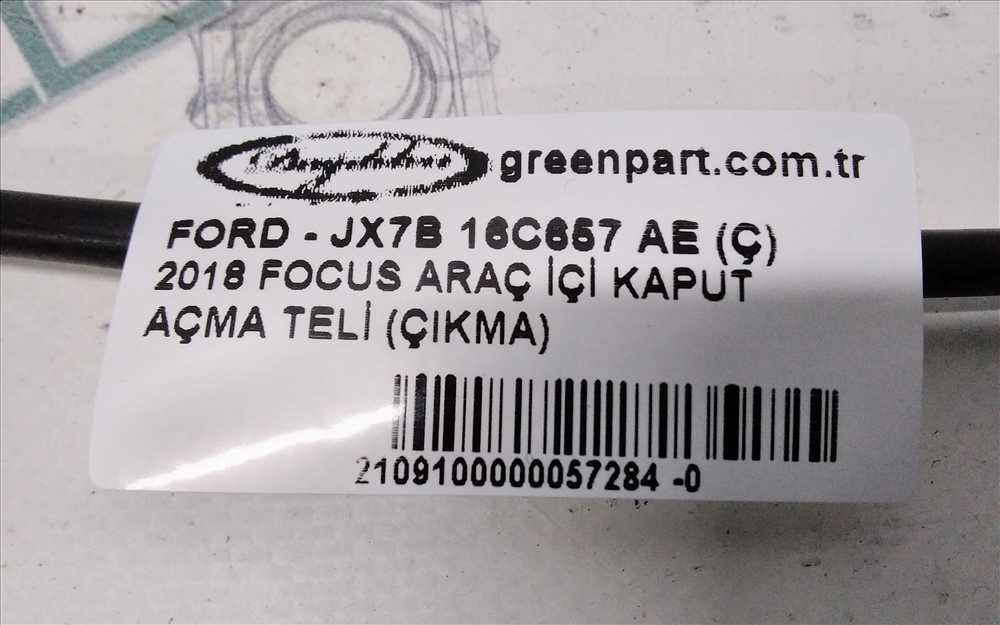 greenpart.com.tr
FORD - JX7B 16C657 AE (Ç)
2018 FOCUS ARAÇ İÇİ KAPUT
AÇMA TELİ (ÇIKMA)
2109100000057284 -0